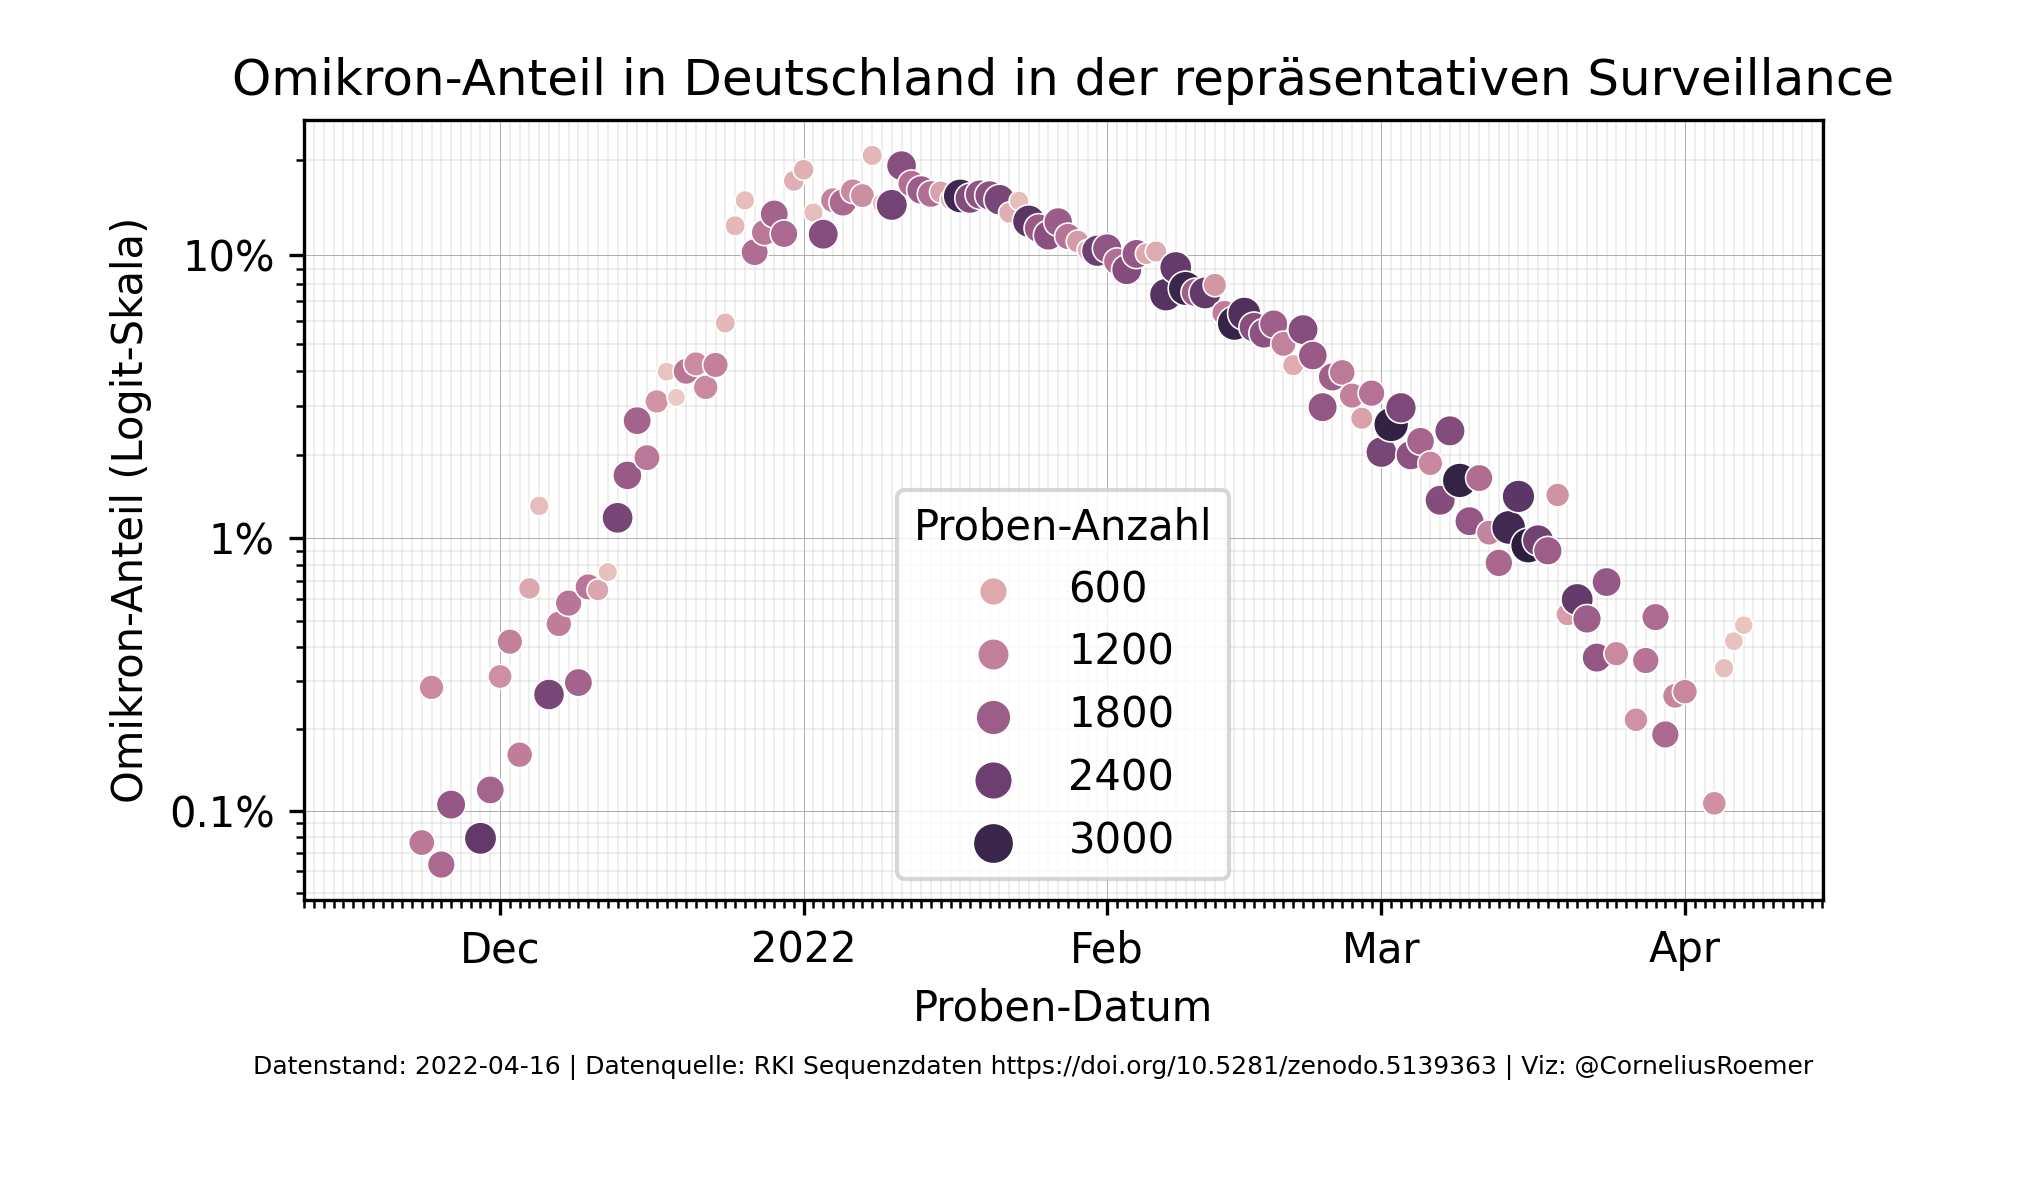 Omikron-Anteil in Deutschland in der repräsentativen Surveillance
Omikron-Anteil (Logit-Skala)
10%
1%
0.1%
Proben-Anzahl
600
1200
1800
2400
3000
Dec 2022 Feb Mar Apr
Proben-Datum
Datenstand: 2022-04-16 | Datenquelle: RKI Sequenzdaten https://doi.org/10.5281/zenodo.5139363 | Viz: @CorneliusRoemer